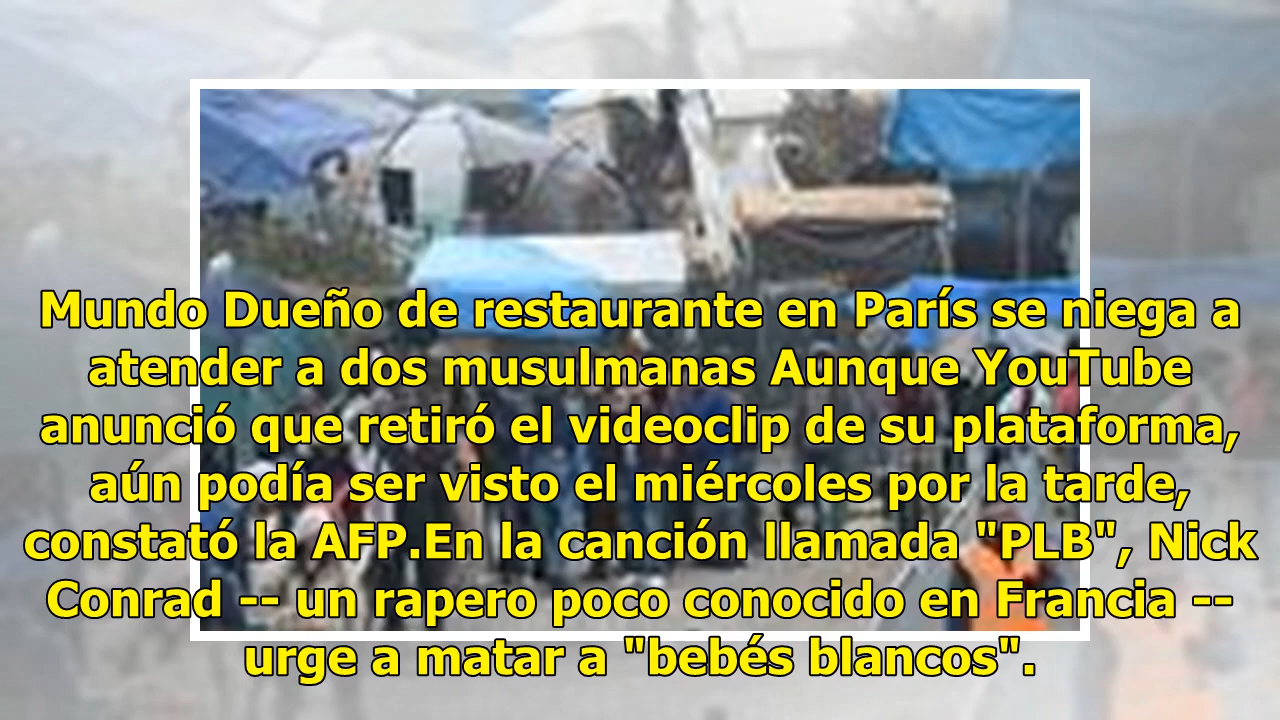 Mundo Dueño de restaurante en París se niega a
atender a dos musulmanas Aunque YouTube
anunció que retiró el videoclip de su plataforma,
aún podía ser visto el miércoles por la tarde,
constató la AFP.En la canción llamada "PLB", Nick
Conrad -- un rapero poco conocido en Francia --
urge a matar a "bebés blancos".